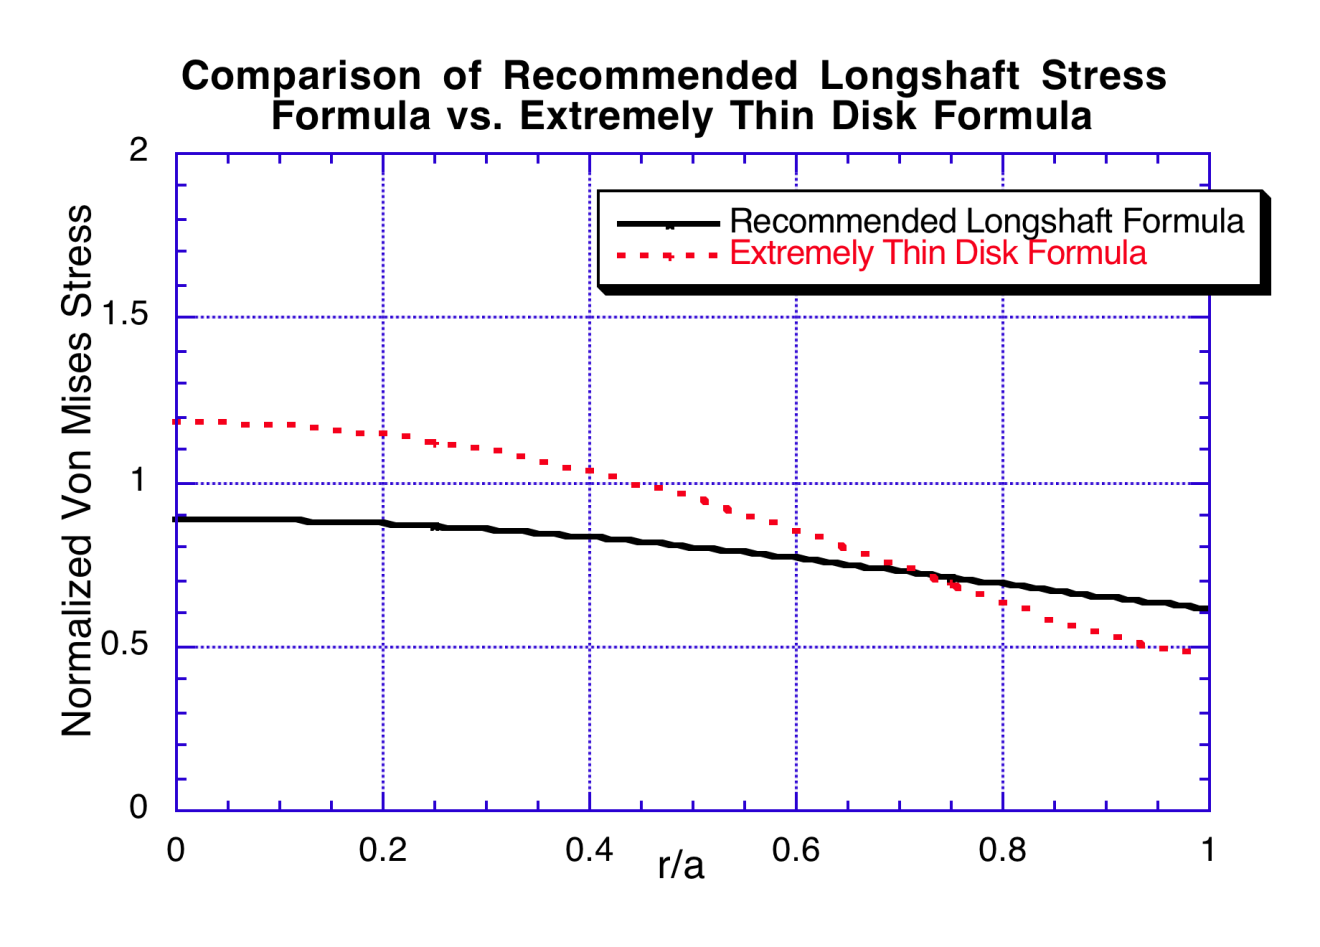 Comparison of Recommended Longshaft Stress
Formula vs. Extremely Thin Disk Formula
2
Recommended Longshaft Formula
Extremely Thin Disk Formula
1.5
1
0.5
0
Normalized Von Mises Stress
0 0.2 0.4 0.6 0.8 1
r/a